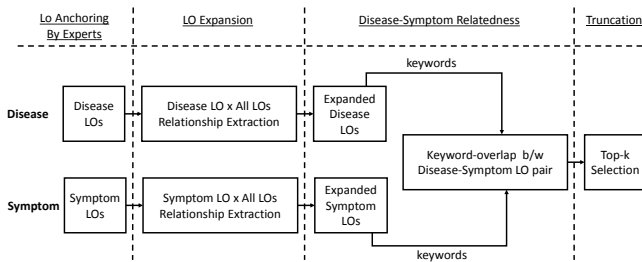 Lo Anchoring
By Experts
LO Expansion
Disease-Symptom Relatedness
Truncation
keywords
Disease
Disease
LOs
Disease LO x All LOs
Relationship Extraction
Expanded
Disease
LOs
Keyword-overlap b/w
Disease-Symptom LO pair
Top-k
Selection
Symptom
Symptom
LOs
Symptom LO x All LOs
Relationship Extraction
Expanded
Symptom
LOs
keywords